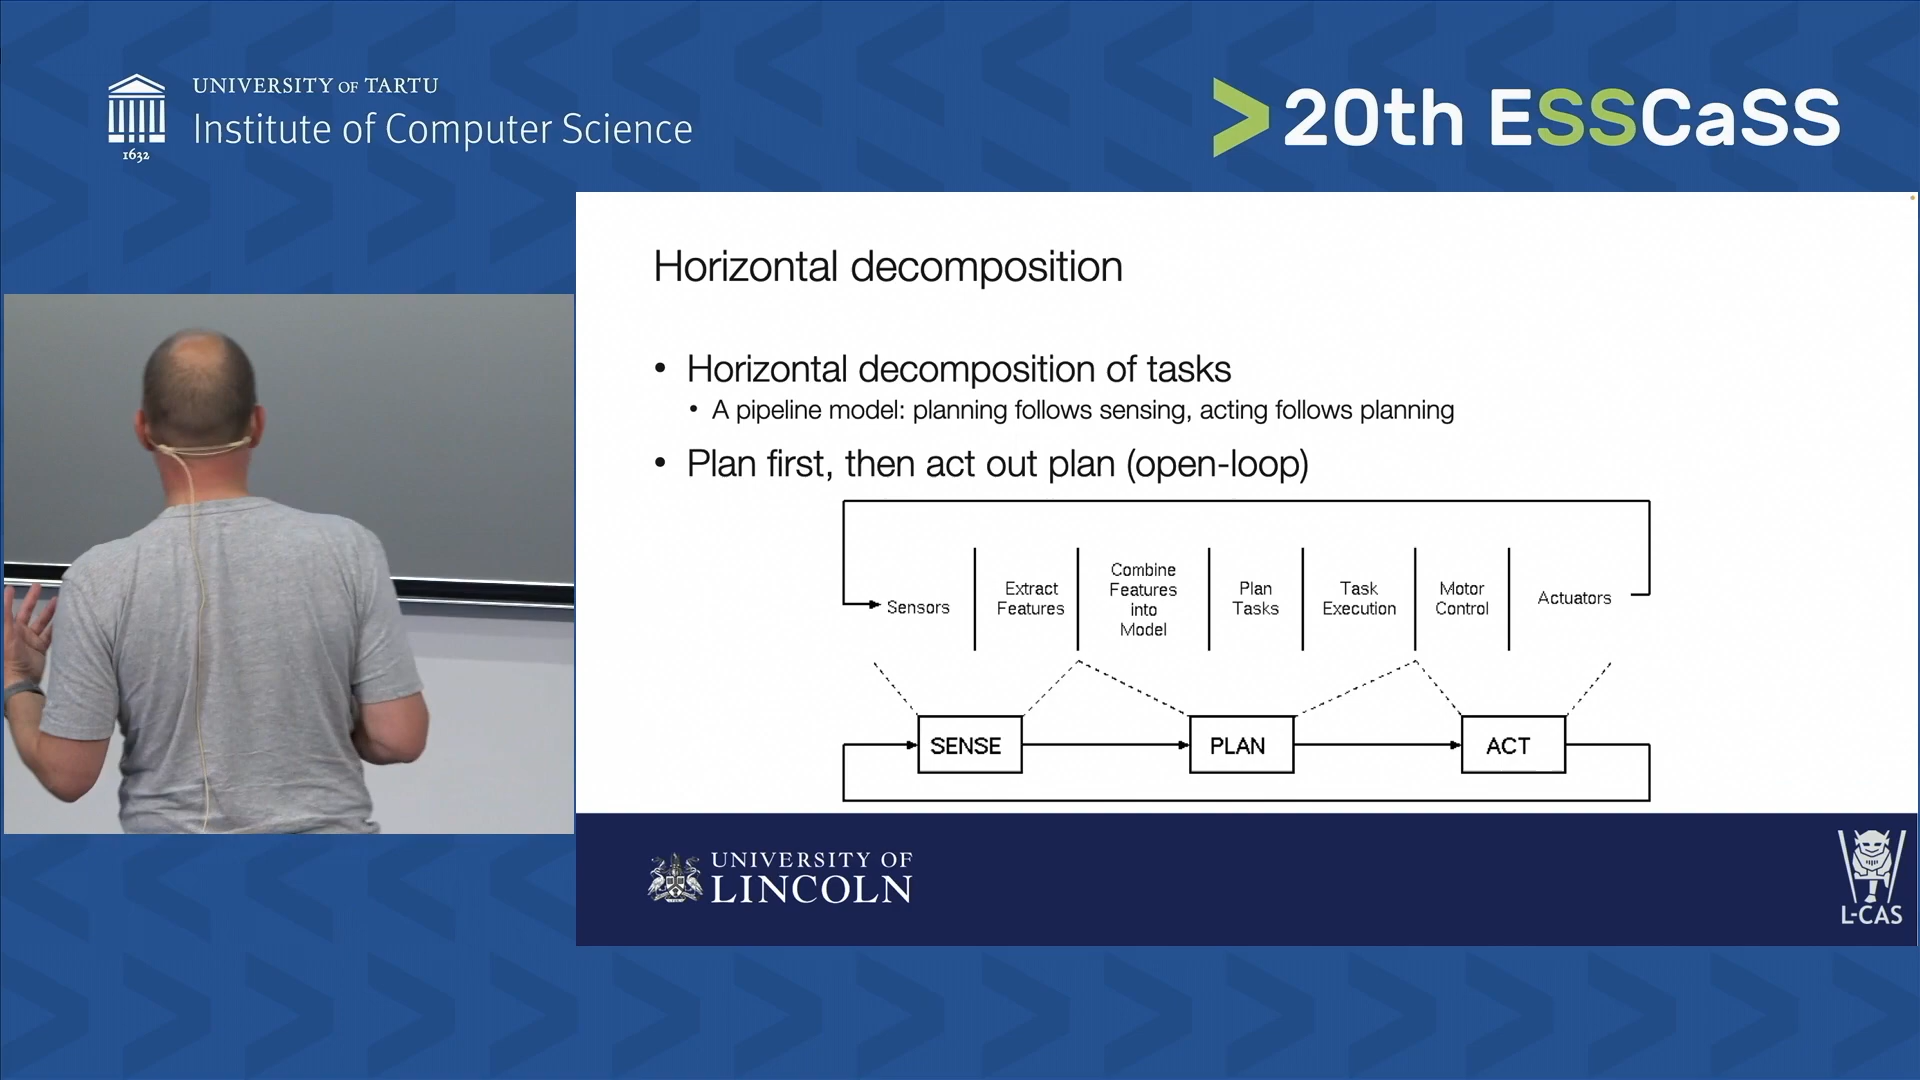 UNIVERSITY OF TARTU
Institute of Computer Science
1632
>20th ESSCaSS
Horizontal decomposition
• Horizontal decomposition of tasks
• A pipeline model: planning follows sensing, acting follows planning
• Plan first, then act out plan (open-loop)
Sensors
Extract
Features
Combine
Features
into
Model
Plan
Tasks
Task
Execution
Motor
Control
Actuators
SENSE
PLAN
ACT
UNIVERSITY OF
LINCOLN
L-CAS